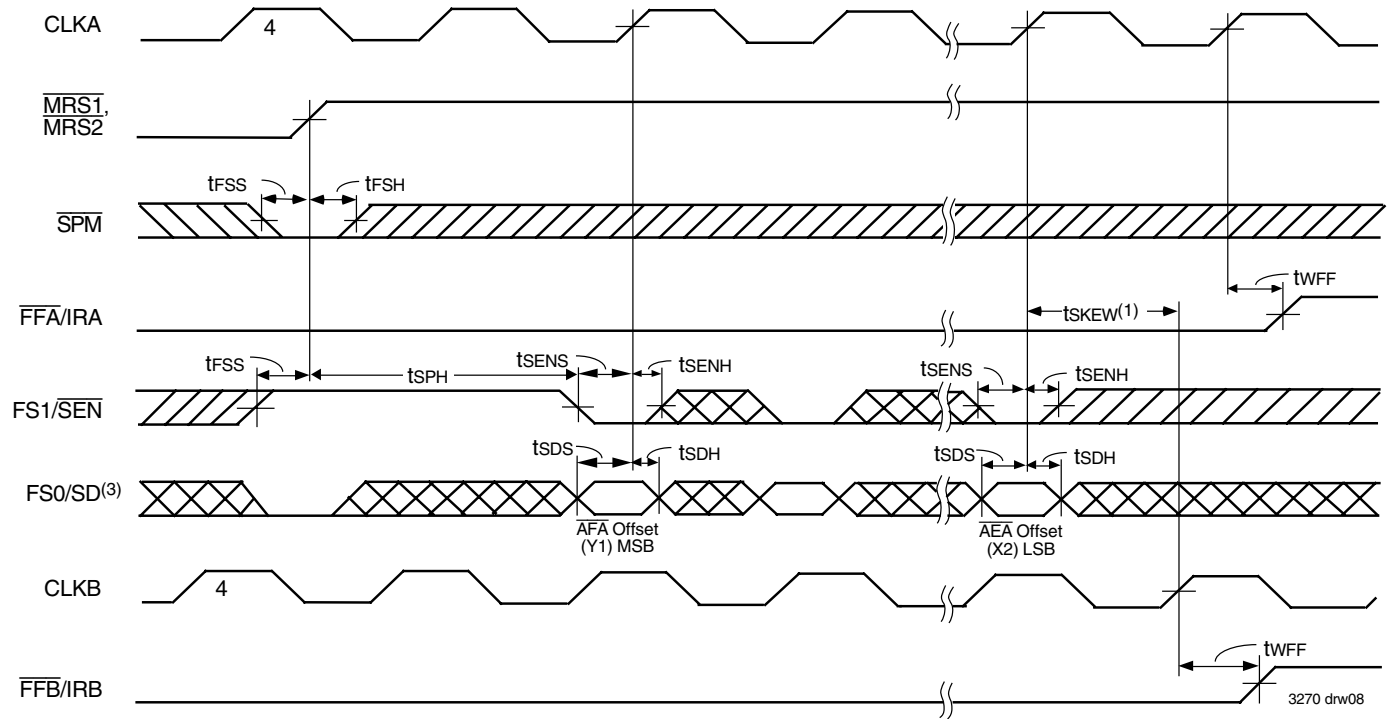 CLKA
4
MRS1,
MRS2
tFSS
tFSH
SPM
tWFF
FFA/IRA
tSKEW(1)
tFSS
tSPH
tSENS
tSENH
tSENS
tSENH
FS1/SEN
tSDS
tSDH
tSDS
tSDH
FS0/SD(3)
AFA Offset
(Y1) MSB
AEA Offset
(X2) LSB
CLKB
4
tWFF
FFB/IRB
3270 drw08